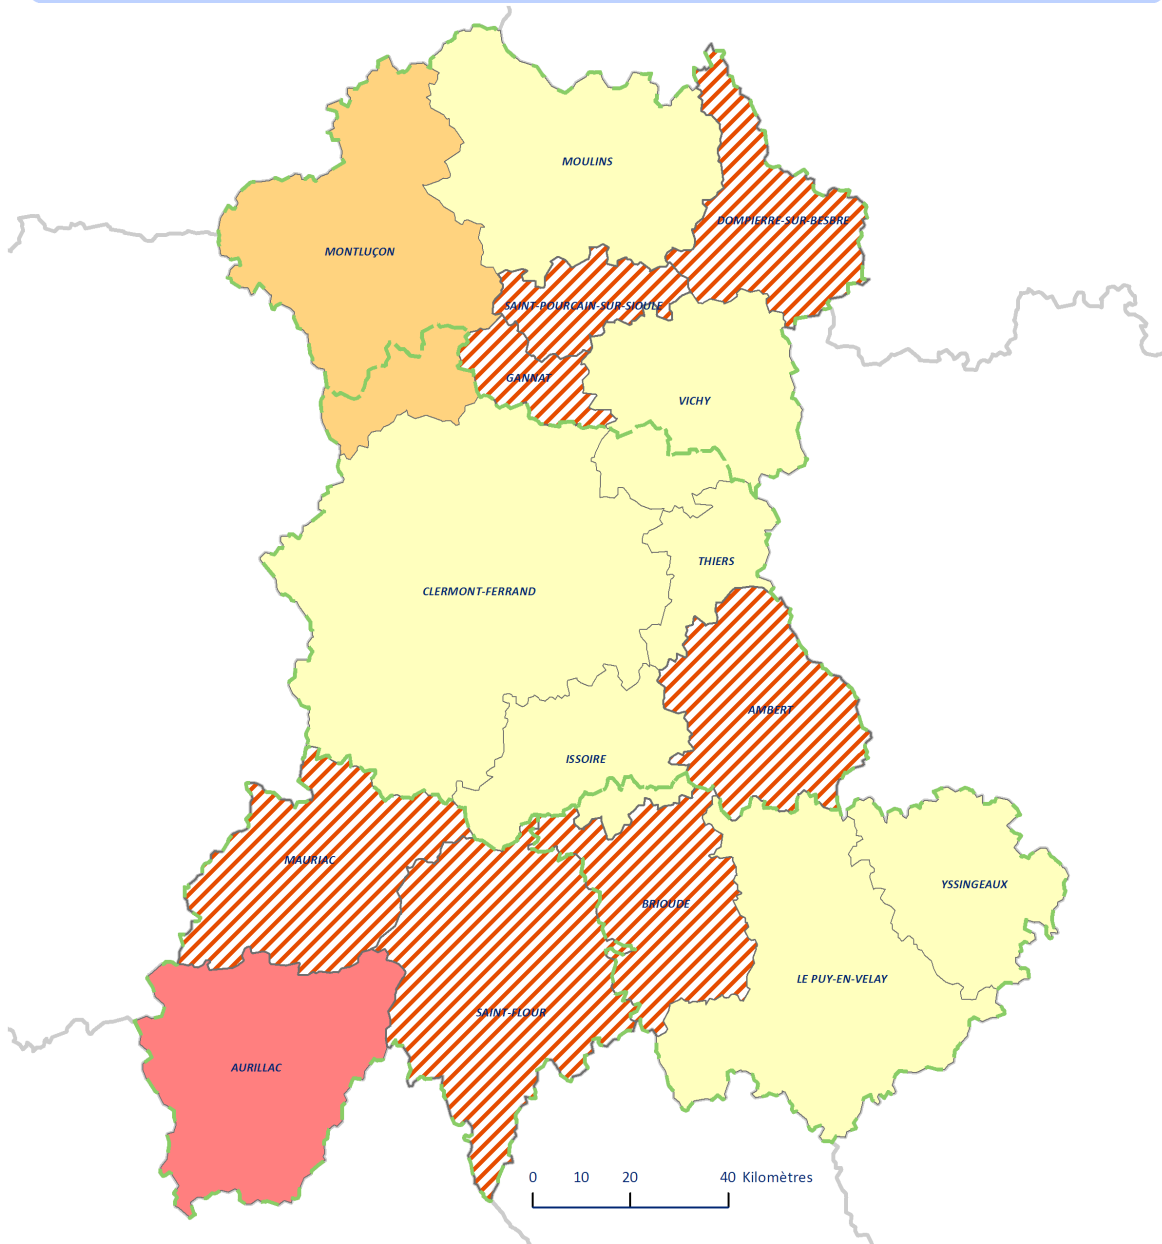 MOULINS
DOMPIERRE-SUR-BESBRE
MONTLUÇON
SAINT-POURCAIN-SUR-SIOULE
GANNAT
VICHY
THIERS
CLERMONT-FERRAND
AMBERT
ISSOIRE
MAURIAC
YSSINGEAUX
BRIOUDE
LE PUY-EN-VELAY
SAINT-FLOUR
AURILLAC
0 10 20 40 Kilomètres